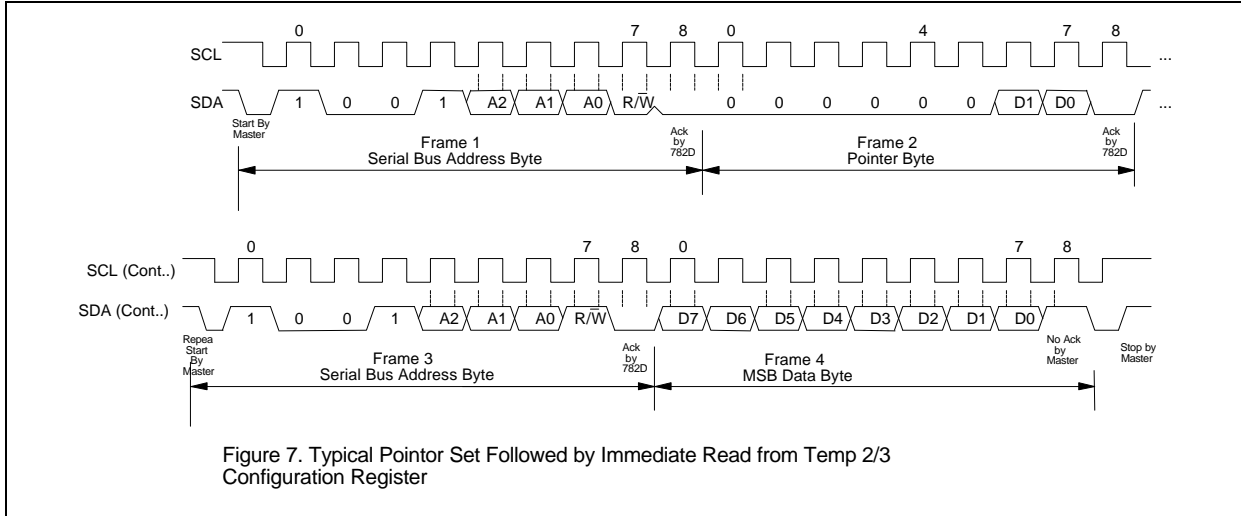 0 7 8 0 4 7 8
SCL ...
SDA 1 0 0 1 A2 A1 A0 R/W 0 0 0 0 0 0 D1 D0 ...
Start By
Master
Ack
by
782D
Ack
by
782D
Frame 1
Serial Bus Address Byte
Frame 2
Pointer Byte
0 7 8 0 7 8
SCL (Cont..)
SDA (Cont..) 1 0 0 1 A2 A1 A0 R/W D7 D6 D5 D4 D3 D2 D1 D0
Repea
Start
By
Master
Ack
by
782D
No Ack
by
Master
Stop by
Master
Frame 3
Serial Bus Address Byte
Frame 4
MSB Data Byte
Figure 7. Typical Pointor Set Followed by Immediate Read from Temp 2/3
Configuration Register